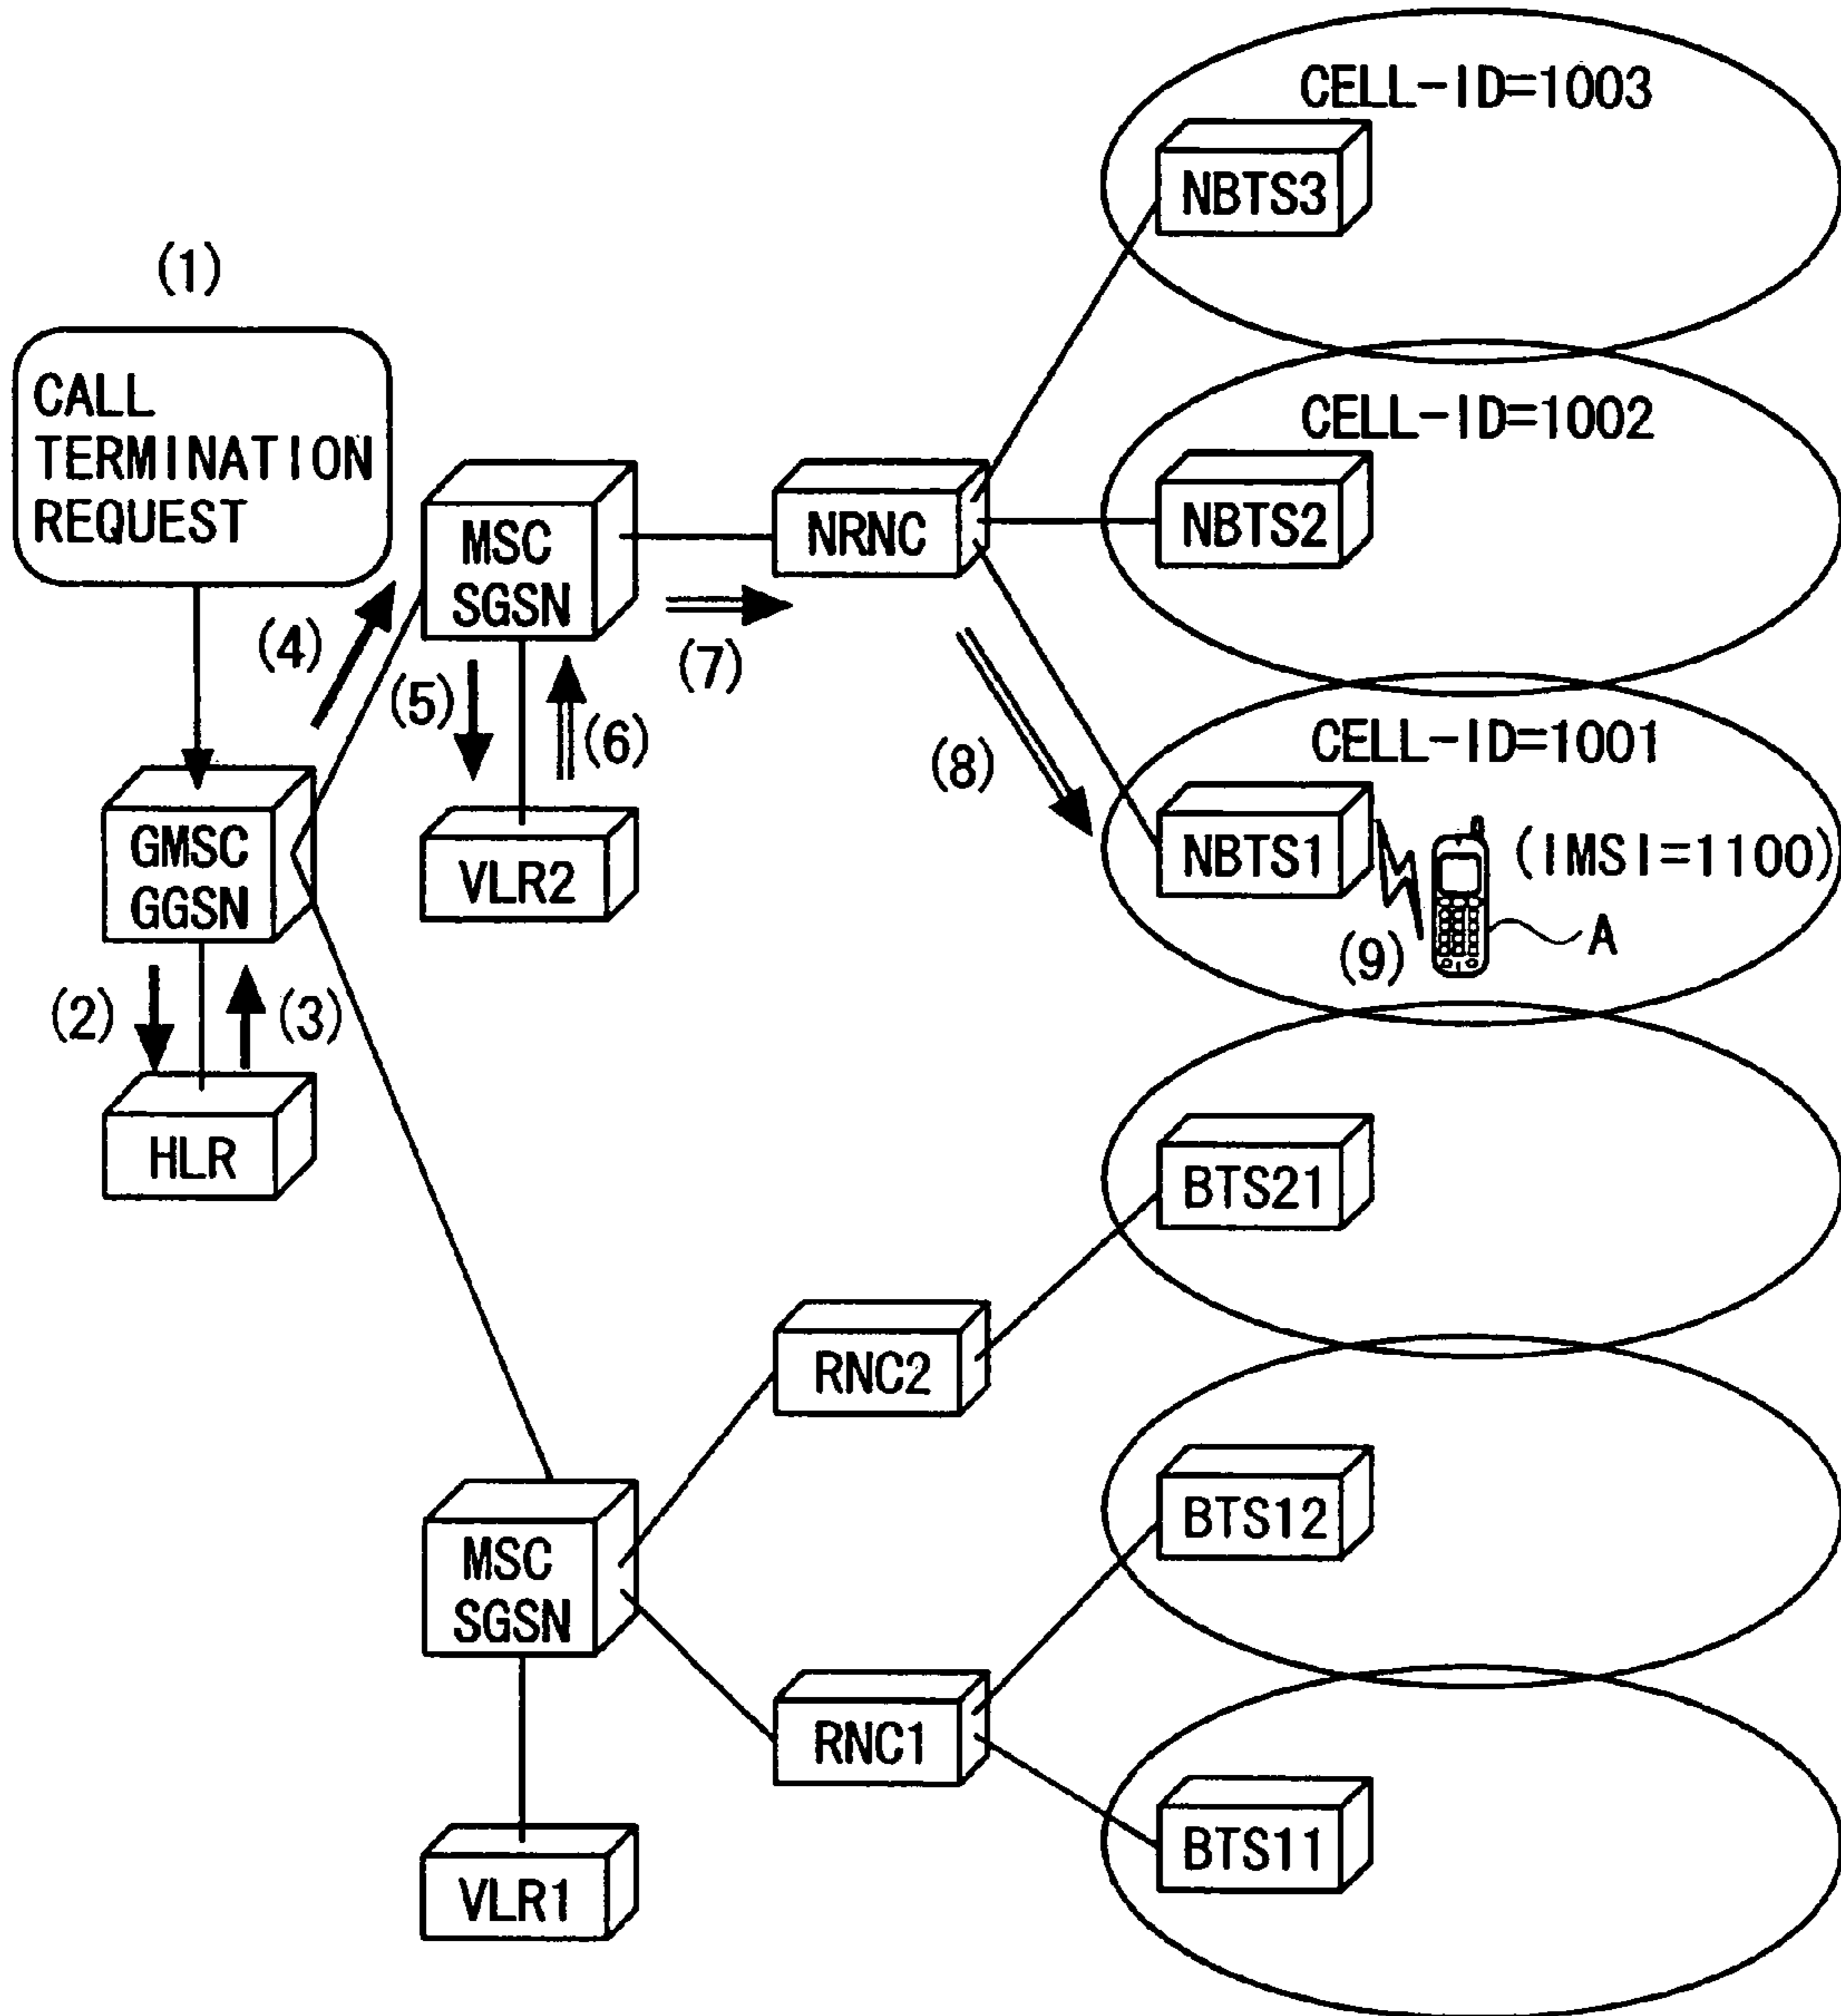 CELL-ID=1003
NBTS3
(1)
CALL
TERMINATION
REQUEST
CELL-ID=1002
MSC
SGSN
NRNC
NBTS2
(4)
(5)
(6)
(7)
(8)
CELL-ID=1001
GMSC
GGSN
VLR2
NBTS1
(IMSI=1100)
A
(9)
(2)
(3)
HLR
BTS21
RNC2
MSC
SGSN
BTS12
RNC1
BTS11
VLR1